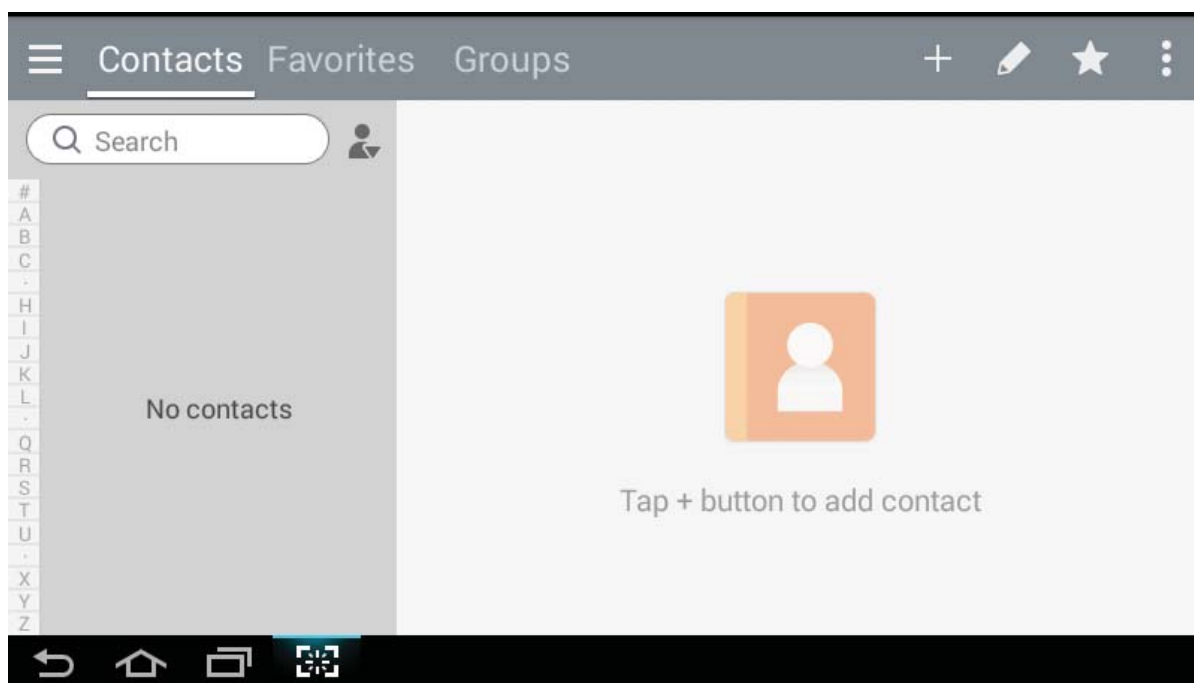 Contacts Favorites Groups
Search
#
A
B
C
·
H
I
J
K
L
·
Q
R
S
T
U
·
X
Y
Z
No contacts
Tap + button to add contact